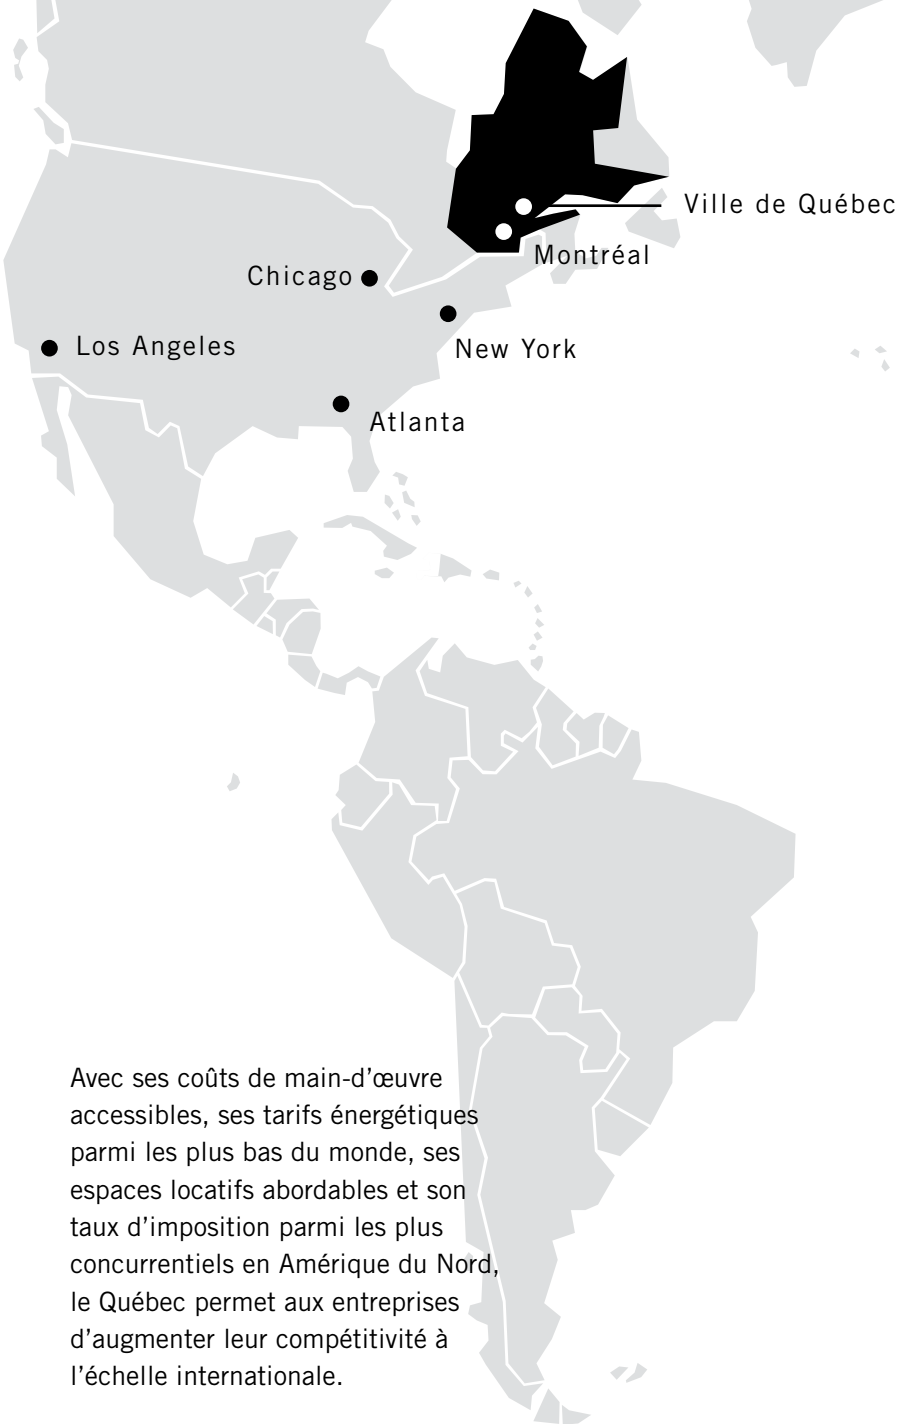 Ville de Québec
Montréal
Chicago
Los Angeles
New York
Atlanta
Avec ses coûts de main-d’œuvre
accessibles, ses tarifs énergétiques
parmi les plus bas du monde, ses
espaces locatifs abordables et son
taux d’imposition parmi les plus
concurrentiels en Amérique du Nord,
le Québec permet aux entreprises
d’augmenter leur compétitivité à
l’échelle internationale.